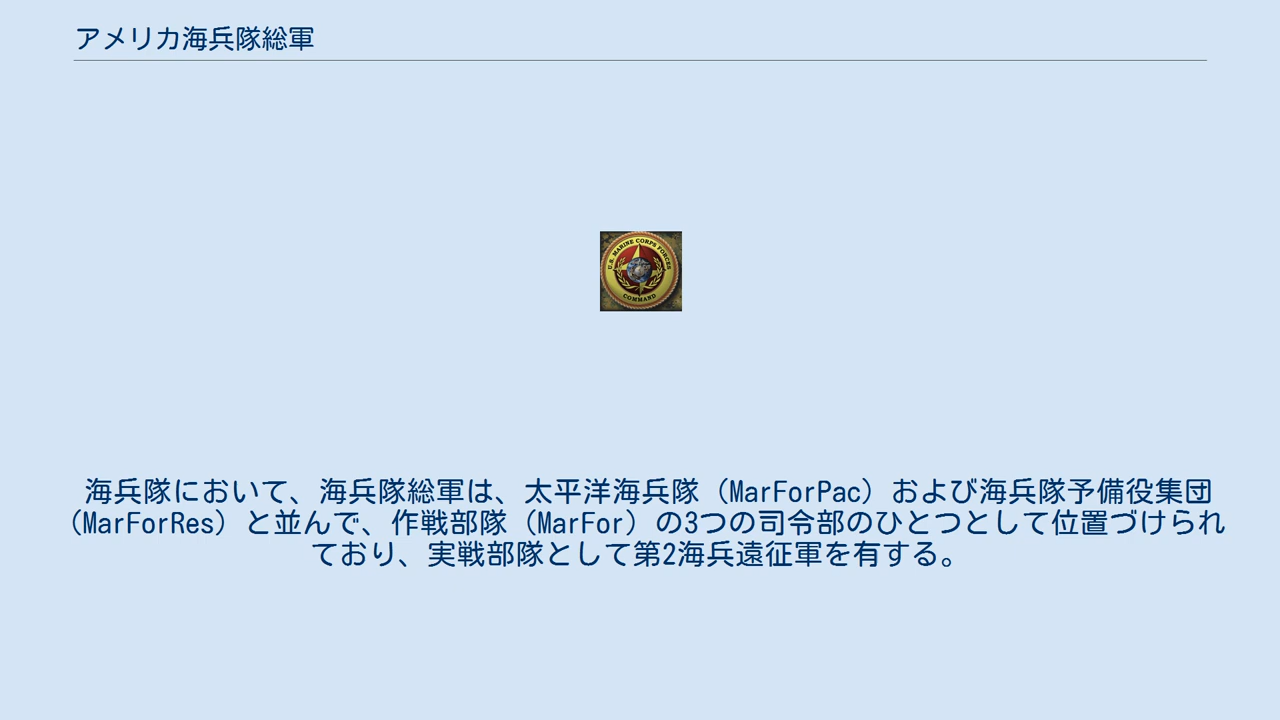 アメリカ海兵隊総軍
U.S. MARINE CORPS FORCES
COMMAND
海兵隊において、海兵隊総軍は、太平洋海兵隊（MarForPac）および海兵隊予備役集団
（MarForRes）と並んで、作戦部隊（MarFor）の3つの司令部のひとつとして位置づけられ
ており、実戦部隊として第2海兵遠征軍を有する。